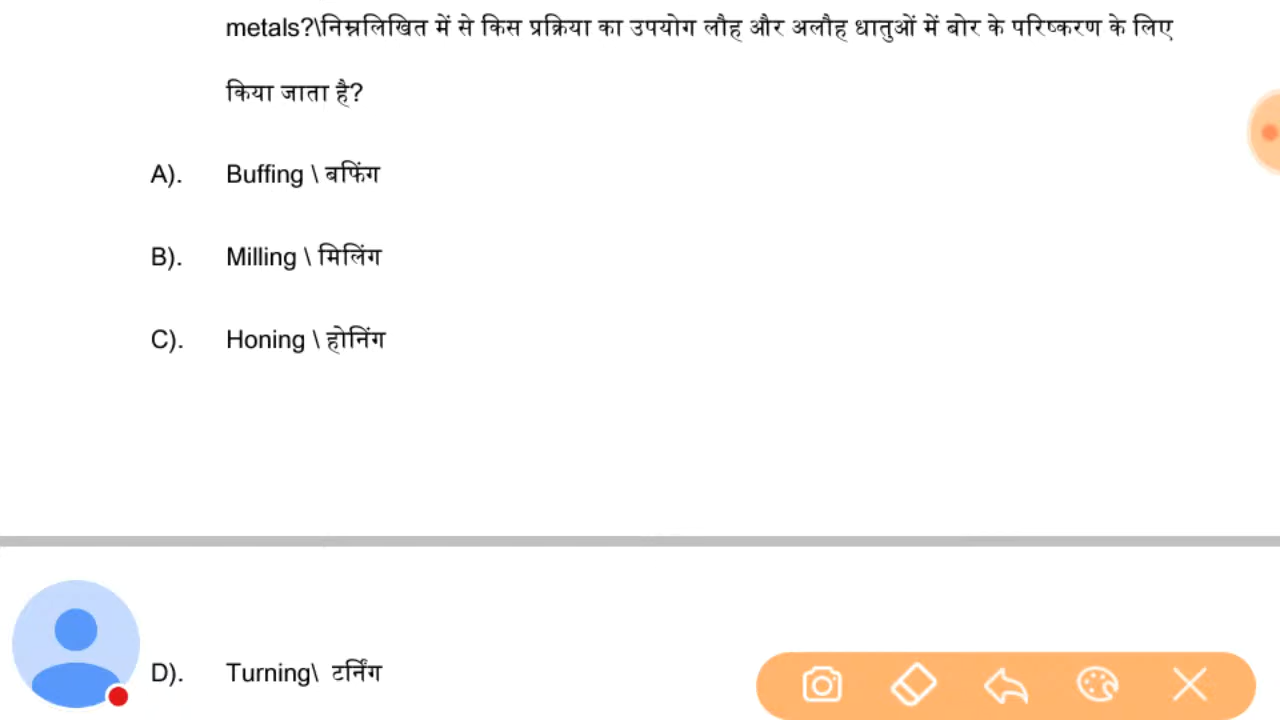 metals?\निम्नलिखित में से किस प्रक्रिया का उपयोग लौह और अलौह धातुओं में बोर के परिष्करण के लिए
किया जाता है?
A). Buffing \ बफिंग
B). Milling \ मिलिंग
C). Honing \ होनिंग
D). Turning\ टर्निंग